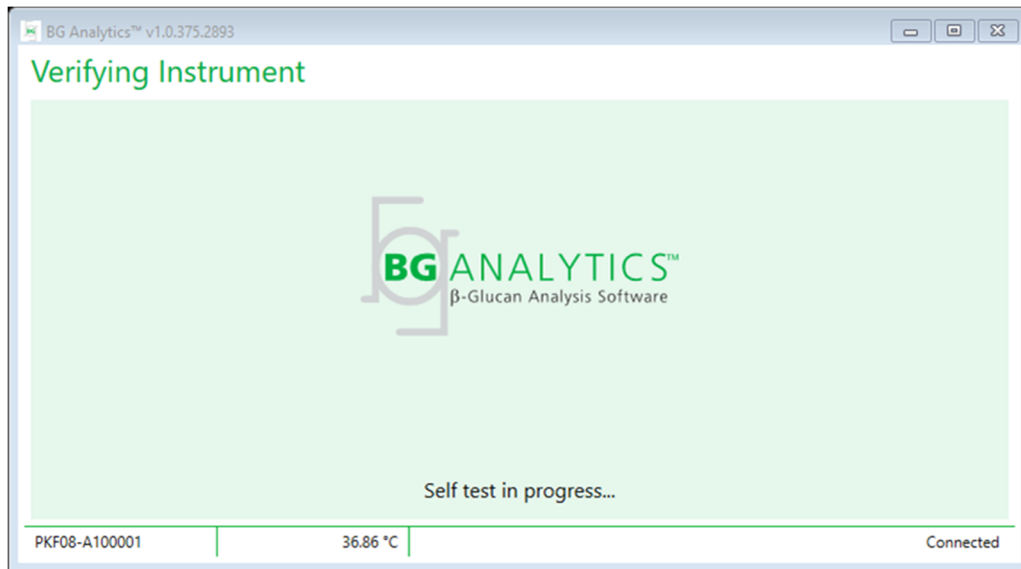 BG Analytics™ v1.0.375.2893
Verifying Instrument
BG ANALYTICS™
β-Glucan Analysis Software
Self test in progress...
PKF08-A100001 36.86 °C Connected